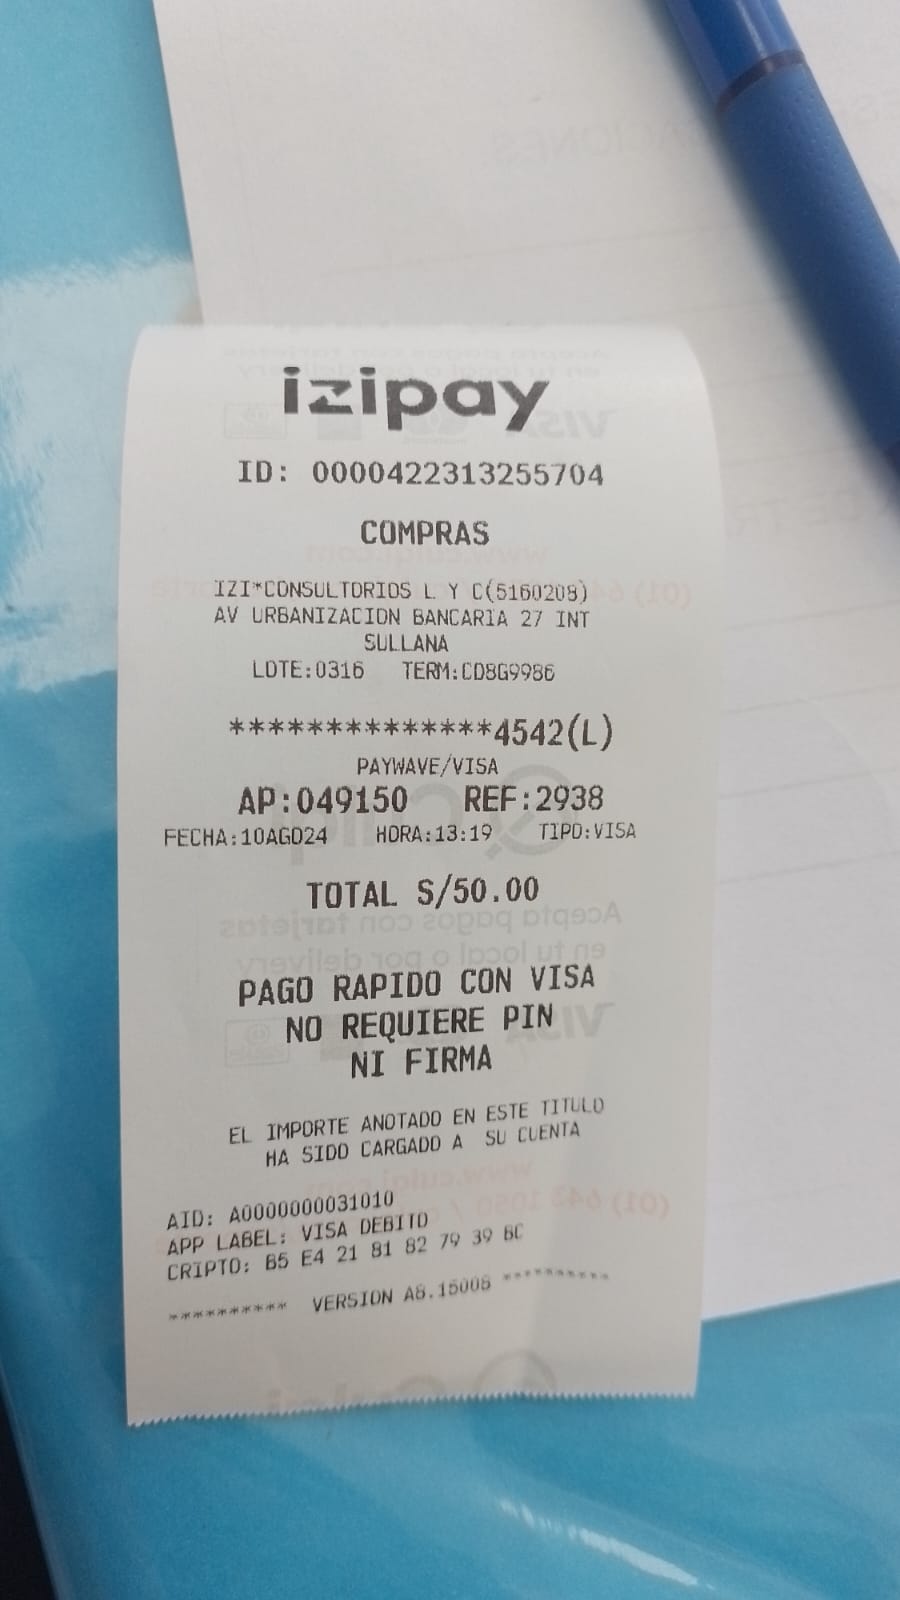 izipay
ID: 0000422313255704
COMPRAS
IZI*CONSULTORIOS L Y C(5160208)
AV URBANIZACION BANCARIA 27 INT
SULLANA
LOTE:0316 TERM:CD8G9986
**************4542(L)
PAYWAVE/VISA
AP:049150 REF:2938
FECHA:10AGO24 HORA:13:19 TIPO:VISA
TOTAL S/50.00
PAGO RAPIDO CON VISA
NO REQUIERE PIN
NI FIRMA
EL IMPORTE ANOTADO EN ESTE TITULO
HA SIDO CARGADO A SU CUENTA
AID: A0000000031010
APP LABEL: VISA DEBITO
CRIPTO: B5 E4 21 81 82 79 39 BC
********** VERSION A8.15008 **********